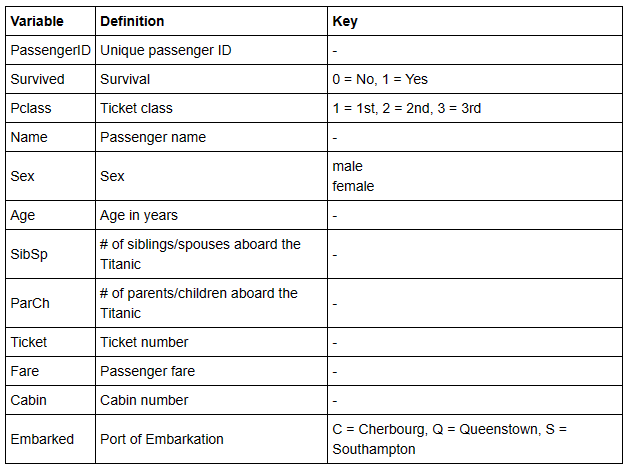 Variable Definition Key
PassengerID Unique passenger ID -
Survived Survival 0 = No, 1 = Yes
Pclass Ticket class 1 = 1st, 2 = 2nd, 3 = 3rd
Name Passenger name -
Sex Sex male
female
Age Age in years -
SibSp # of siblings/spouses aboard the
Titanic -
ParCh # of parents/children aboard the
Titanic -
Ticket Ticket number -
Fare Passenger fare -
Cabin Cabin number -
Embarked Port of Embarkation C = Cherbourg, Q = Queenstown, S =
Southampton